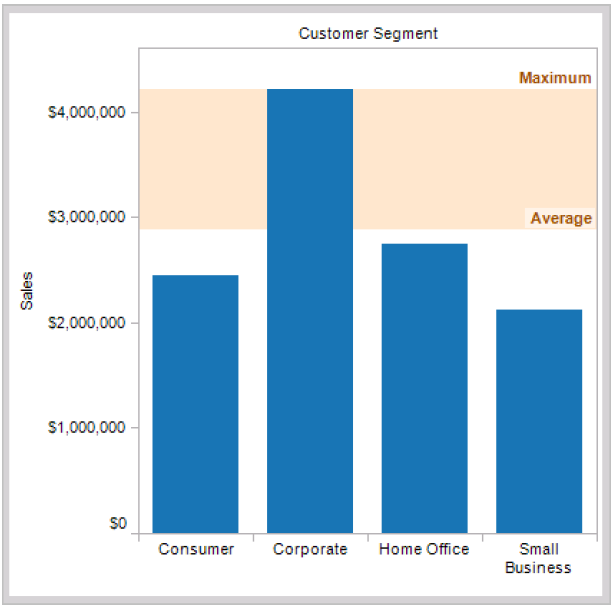 Customer Segment
Maximum
$4,000,000
$3,000,000
Average
Sales
$2,000,000
$1,000,000
$0
Consumer
Corporate
Home Office
Small
Business